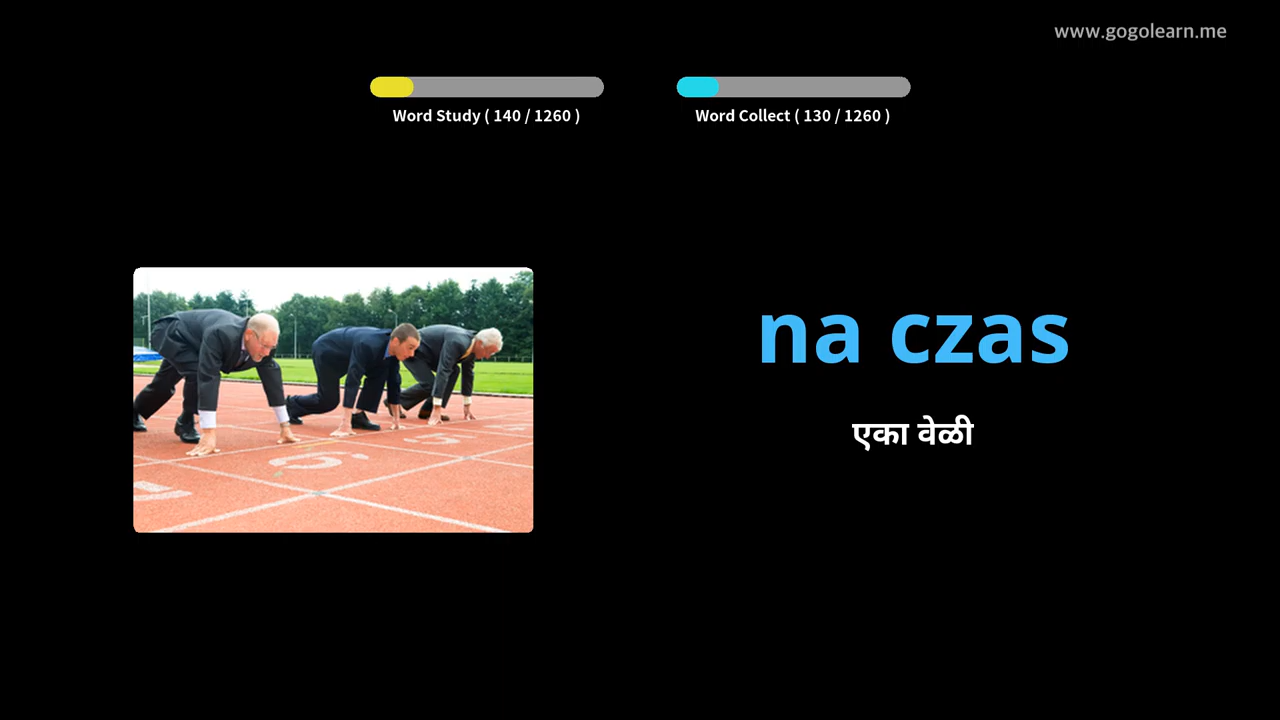 www.gogolearn.me
Word Study ( 140 / 1260 )
Word Collect ( 130 / 1260 )
na czas
एका वेळी